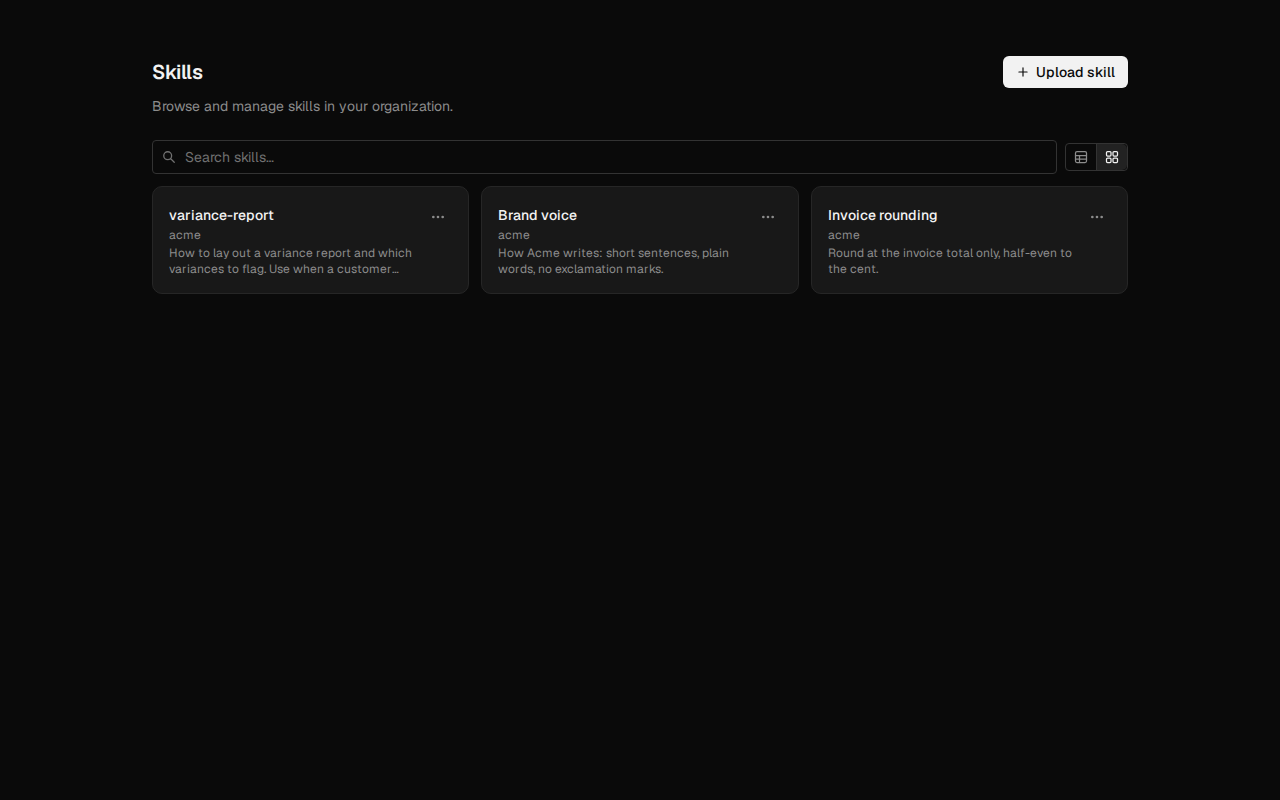 Skills
Upload skill
Browse and manage skills in your organization.
Search skills...
variance-report
acme
How to lay out a variance report and which
variances to flag. Use when a customer…
Brand voice
acme
How Acme writes: short sentences, plain
words, no exclamation marks.
Invoice rounding
acme
Round at the invoice total only, half-even to
the cent.